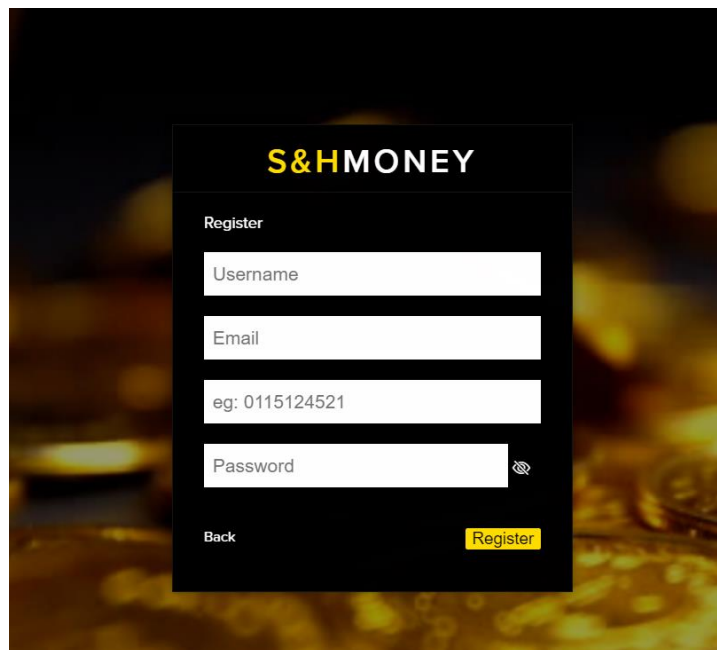 S&HMONEY
Register
Username
Email
eg: 0115124521
Password
Back Register